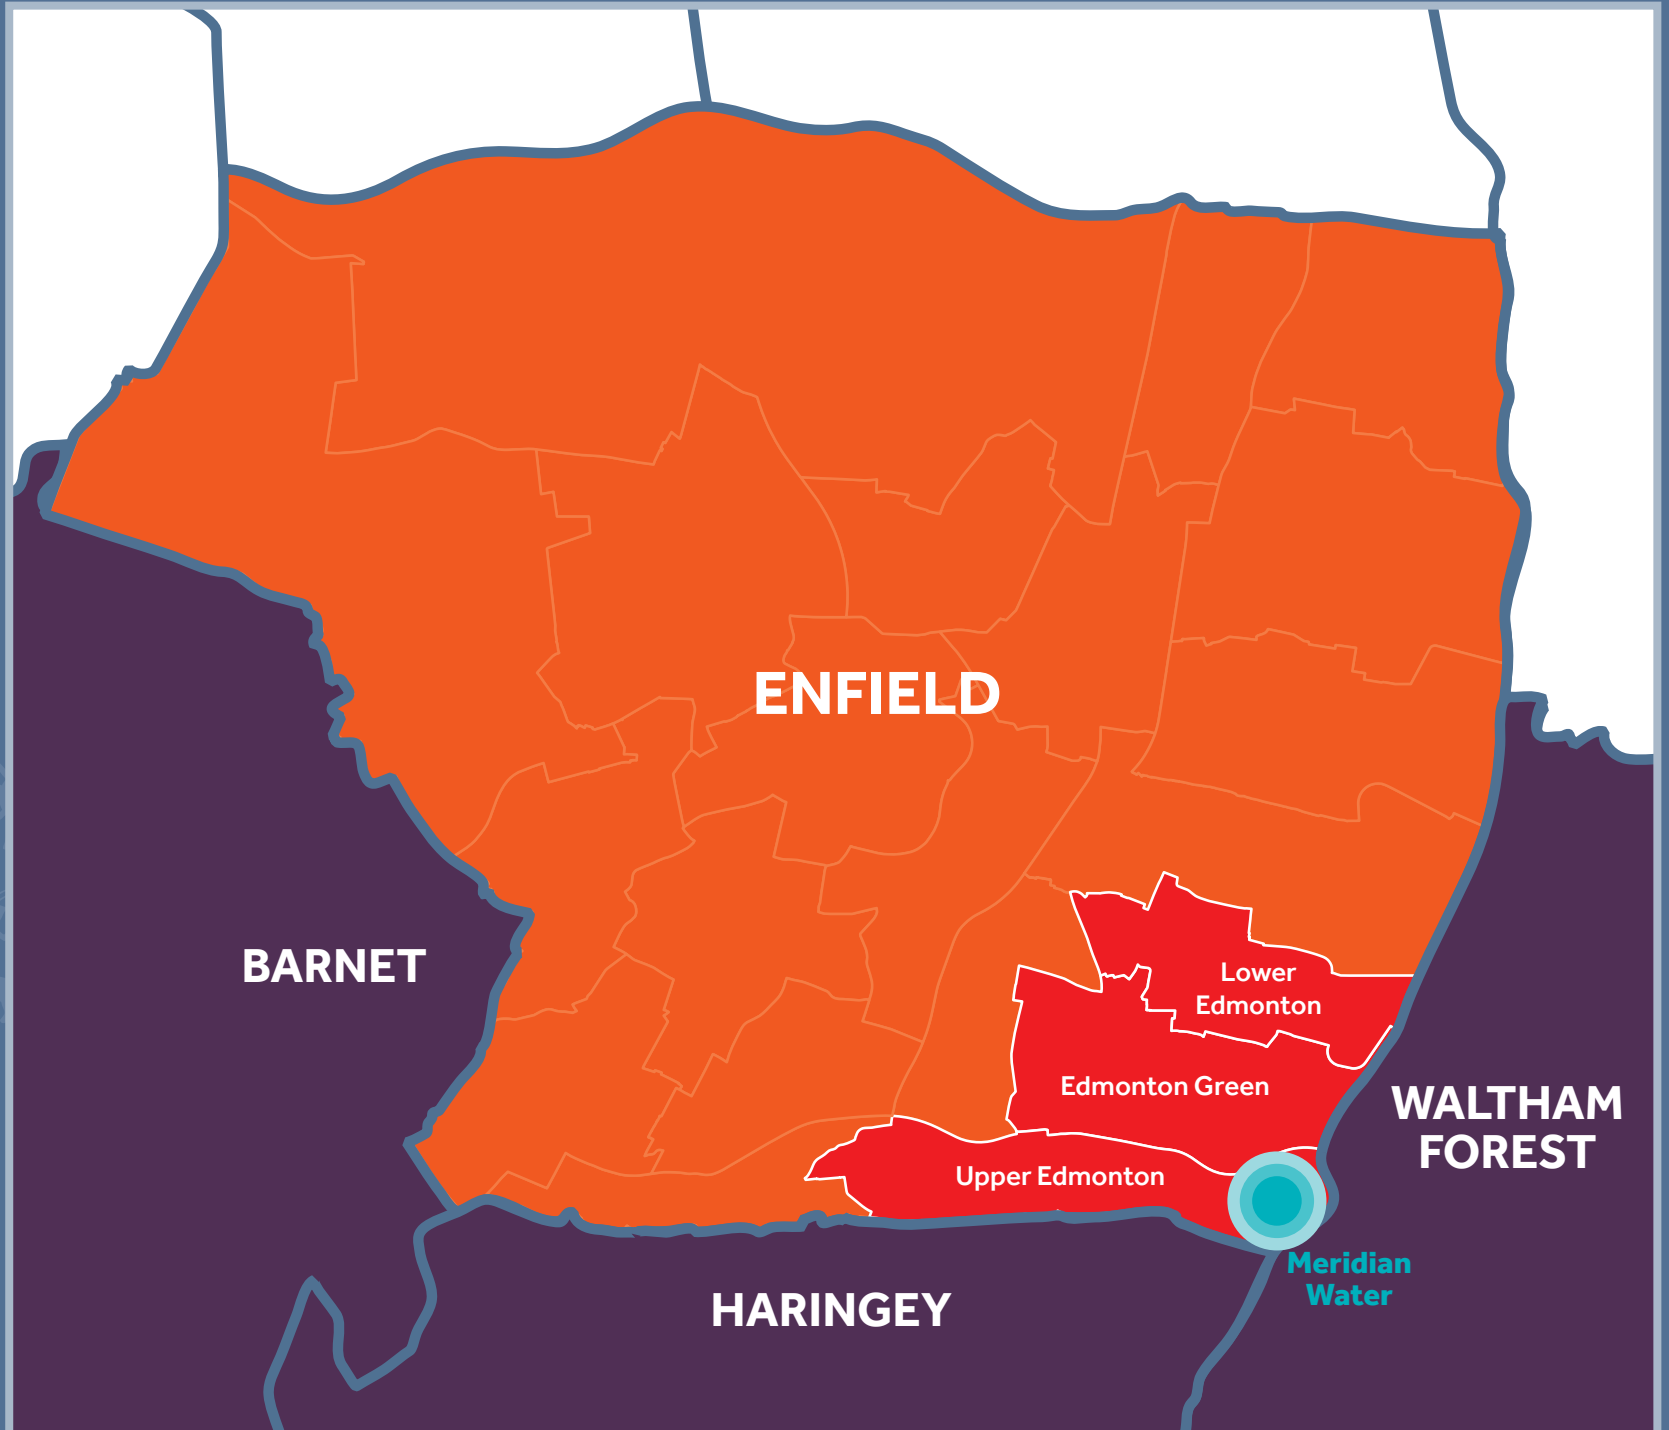 ENFIELD
BARNET
Lower
Edmonton
Edmonton Green
WALTHAM
FOREST
Upper Edmonton
Meridian
Water
HARINGEY